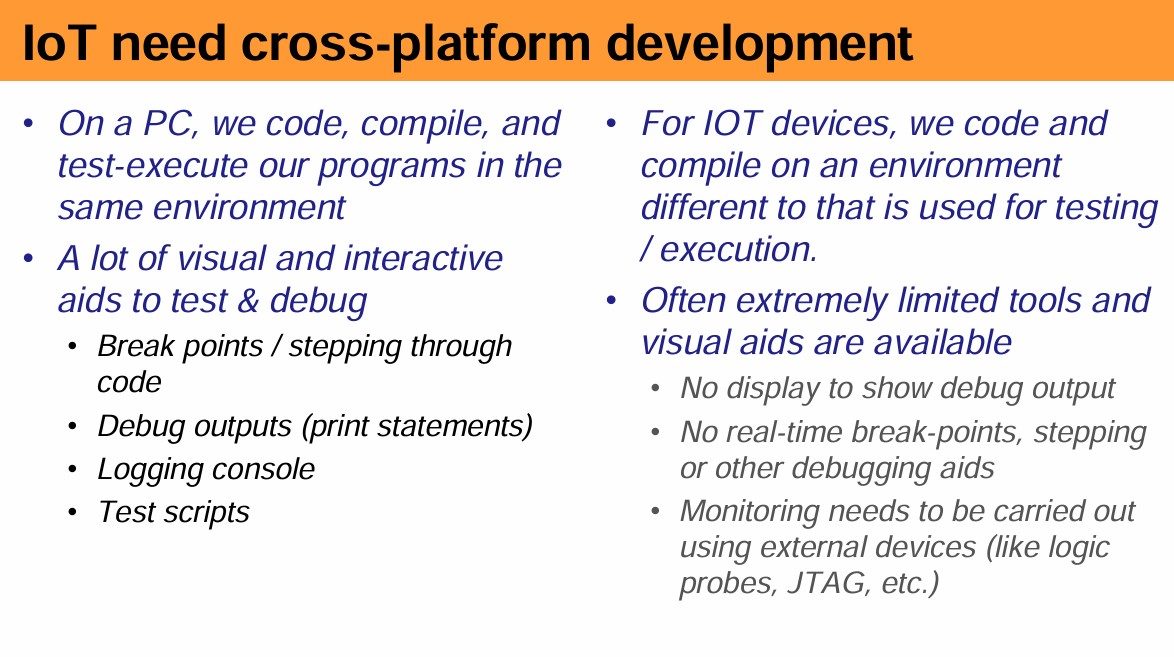 IoT need cross-platform development
• On a PC, we code, compile, and
test-execute our programs in the
same environment
• A lot of visual and interactive
aids to test & debug
• Break points / stepping through
code
• Debug outputs (print statements)
• Logging console
• Test scripts
• For IOT devices, we code and
compile on an environment
different to that is used for testing
/ execution.
• Often extremely limited tools and
visual aids are available
• No display to show debug output
• No real-time break-points, stepping
or other debugging aids
• Monitoring needs to be carried out
using external devices (like logic
probes, JTAG, etc.)